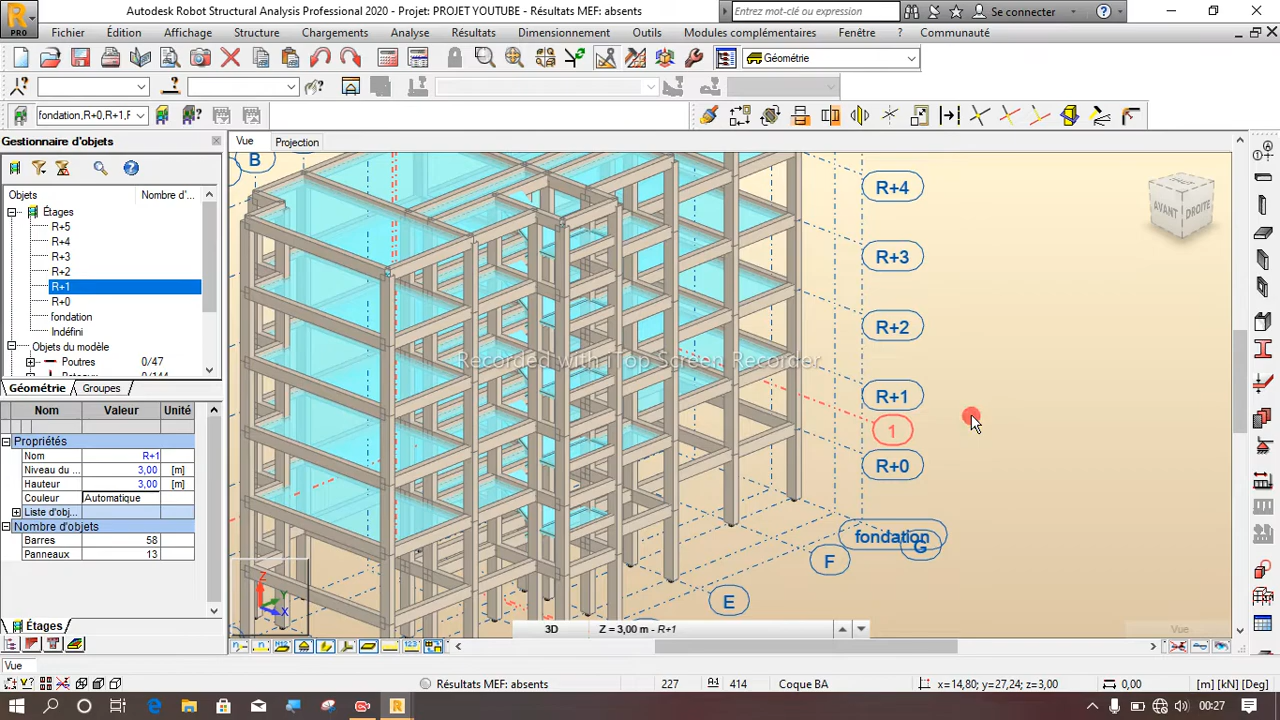 Autodesk Robot Structural Analysis Professional 2020 - Projet: PROJET YOUTUBE - Résultats MEF: absents
Entrez mot-clé ou expression
Se connecter
PRO
Fichier Édition Affichage Structure Chargements Analyse Résultats Dimensionnement Outils Modules complémentaires Fenêtre ? Communauté
Géométrie
fondation,R+0,R+1,F
Gestionnaire d'objets
Vue Projection
Objets Nombre d'...
Étages
R+5
R+4
R+3
R+2
R+1
R+0
fondation
Indéfini
Objets du modèle
Poutres 0/47
Géométrie Groupes
Nom Valeur Unité
Propriétés
Nom R+1
Niveau du ... 3,00 [m]
Hauteur 3,00 [m]
Couleur Automatique
Liste d'obj...
Nombre d'objets
Barres 58
Panneaux 13
Étages
B
R+4
R+3
R+2
R+1
1
R+0
fondation
G
F
E
AVANT DROITE
Recorded with iTop Screen Recorder
Z
Y
X
3D Z = 3,00 m - R+1
Vue
Vue
Résultats MEF: absents 227 414 Coque BA x=14,80; y=27,24; z=3,00 0,00 [m] [kN] [Deg]
00:27